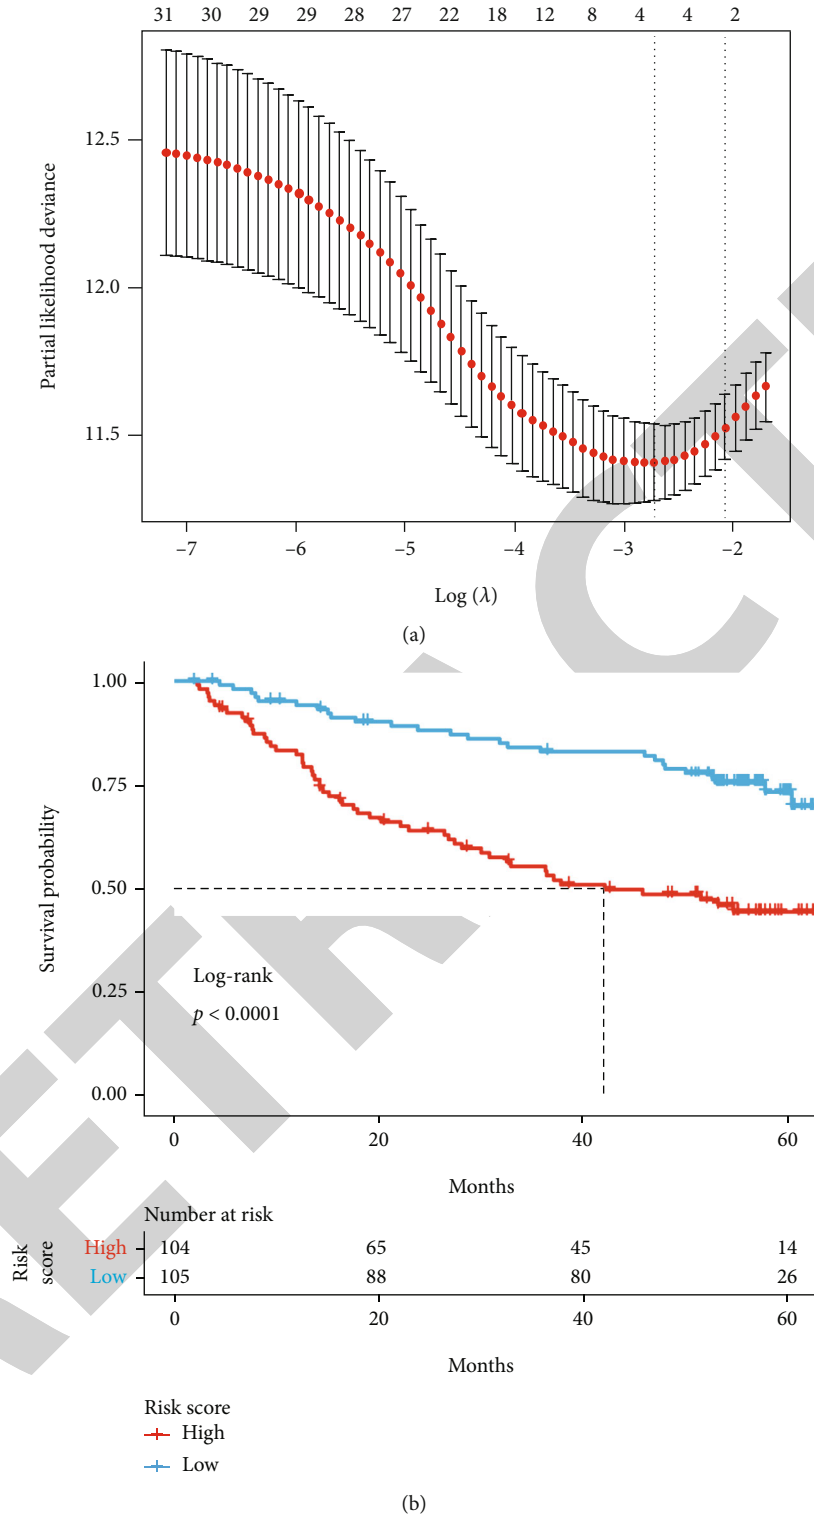 31 30 29 29 28 27 22 18 12 8 4 4 2
12.5
12.0
11.5
Partial likelihood deviance
–7 –6 –5 –4 –3 –2
Log (λ)
(a)
1.00
0.75
0.50
0.25
0.00
Survival probability
Log-rank
p < 0.0001
0 20 40 60
Months
Number at risk
Risk score
High 104 65 45 14
Low 105 88 80 26
0 20 40 60
Months
Risk score
High
Low
(b)